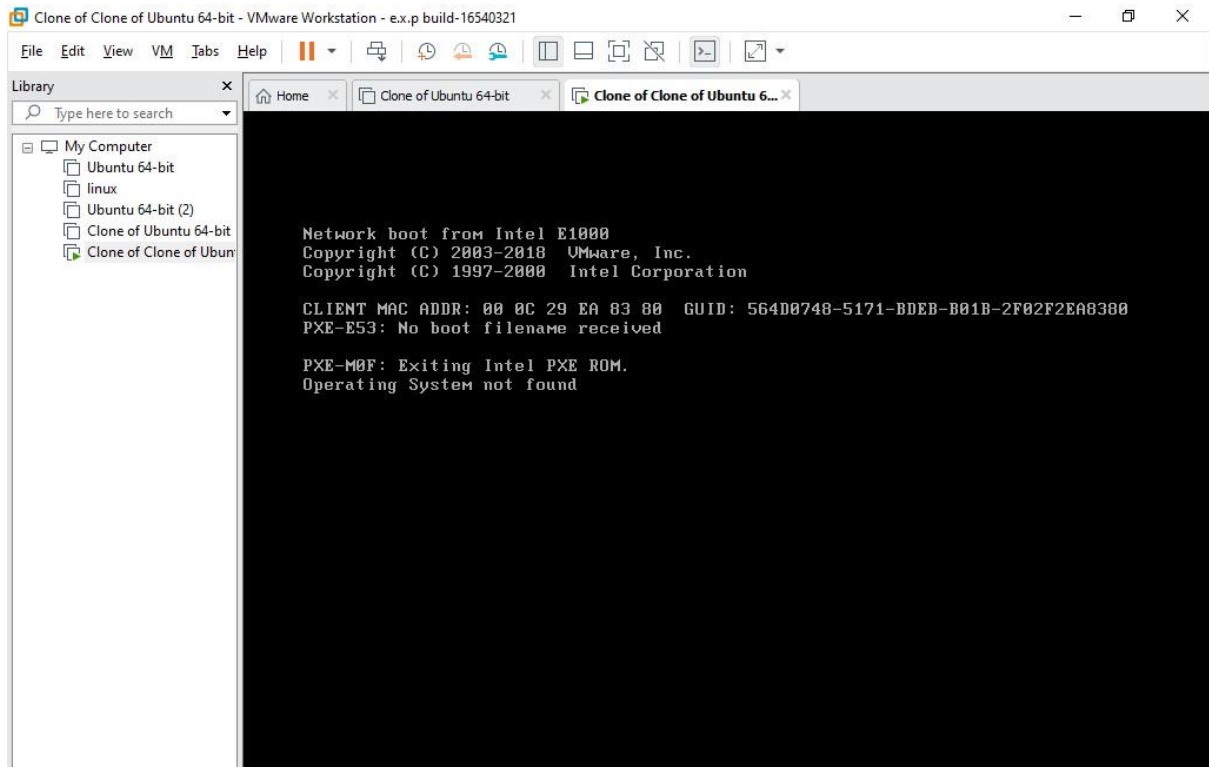 Clone of Clone of Ubuntu 64-bit - VMware Workstation - e.x.p build-16540321
File Edit View VM Tabs Help
Library
Type here to search
My Computer
Ubuntu 64-bit
linux
Ubuntu 64-bit (2)
Clone of Ubuntu 64-bit
Clone of Clone of Ubun
Home Clone of Ubuntu 64-bit Clone of Clone of Ubuntu 6...
Network boot from Intel E1000
Copyright (C) 2003-2018 VMware, Inc.
Copyright (C) 1997-2000 Intel Corporation
CLIENT MAC ADDR: 00 0C 29 EA 83 80 GUID: 564D0748-5171-BDEB-B01B-2F02F2EA8380
PXE-E53: No boot filename received
PXE-M0F: Exiting Intel PXE ROM.
Operating System not found